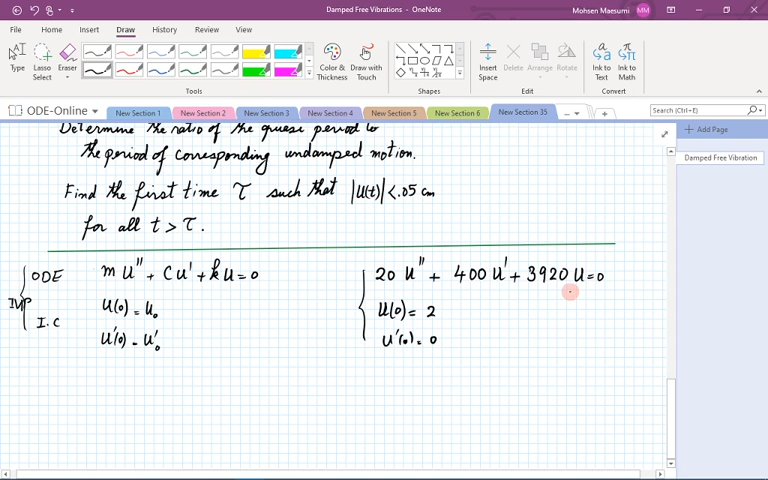 Damped Free Vibrations - OneNote
Mohsen Maesumi MM
File Home Insert Draw History Review View
Type Lasso Select Eraser Color & Thickness Draw with Touch Insert Space Delete Arrange Rotate Ink to Text Ink to Math
Tools Shapes Edit Convert
ODE-Online New Section 1 New Section 2 New Section 3 New Section 4 New Section 5 New Section 6 New Section 35 Search (Ctrl+E)
Add Page
Damped Free Vibration
Determine the ratio of the quasi period to
the period of corresponding undamped motion.
Find the first time τ such that |u(t)| < .05 cm
for all t > τ.
IVP
ODE m u'' + c u' + k u = 0
I.C u(0) = u₀
u'(0) = u'₀
20 u'' + 400 u' + 3920 u = 0
u(0) = 2
u'(0) = 0